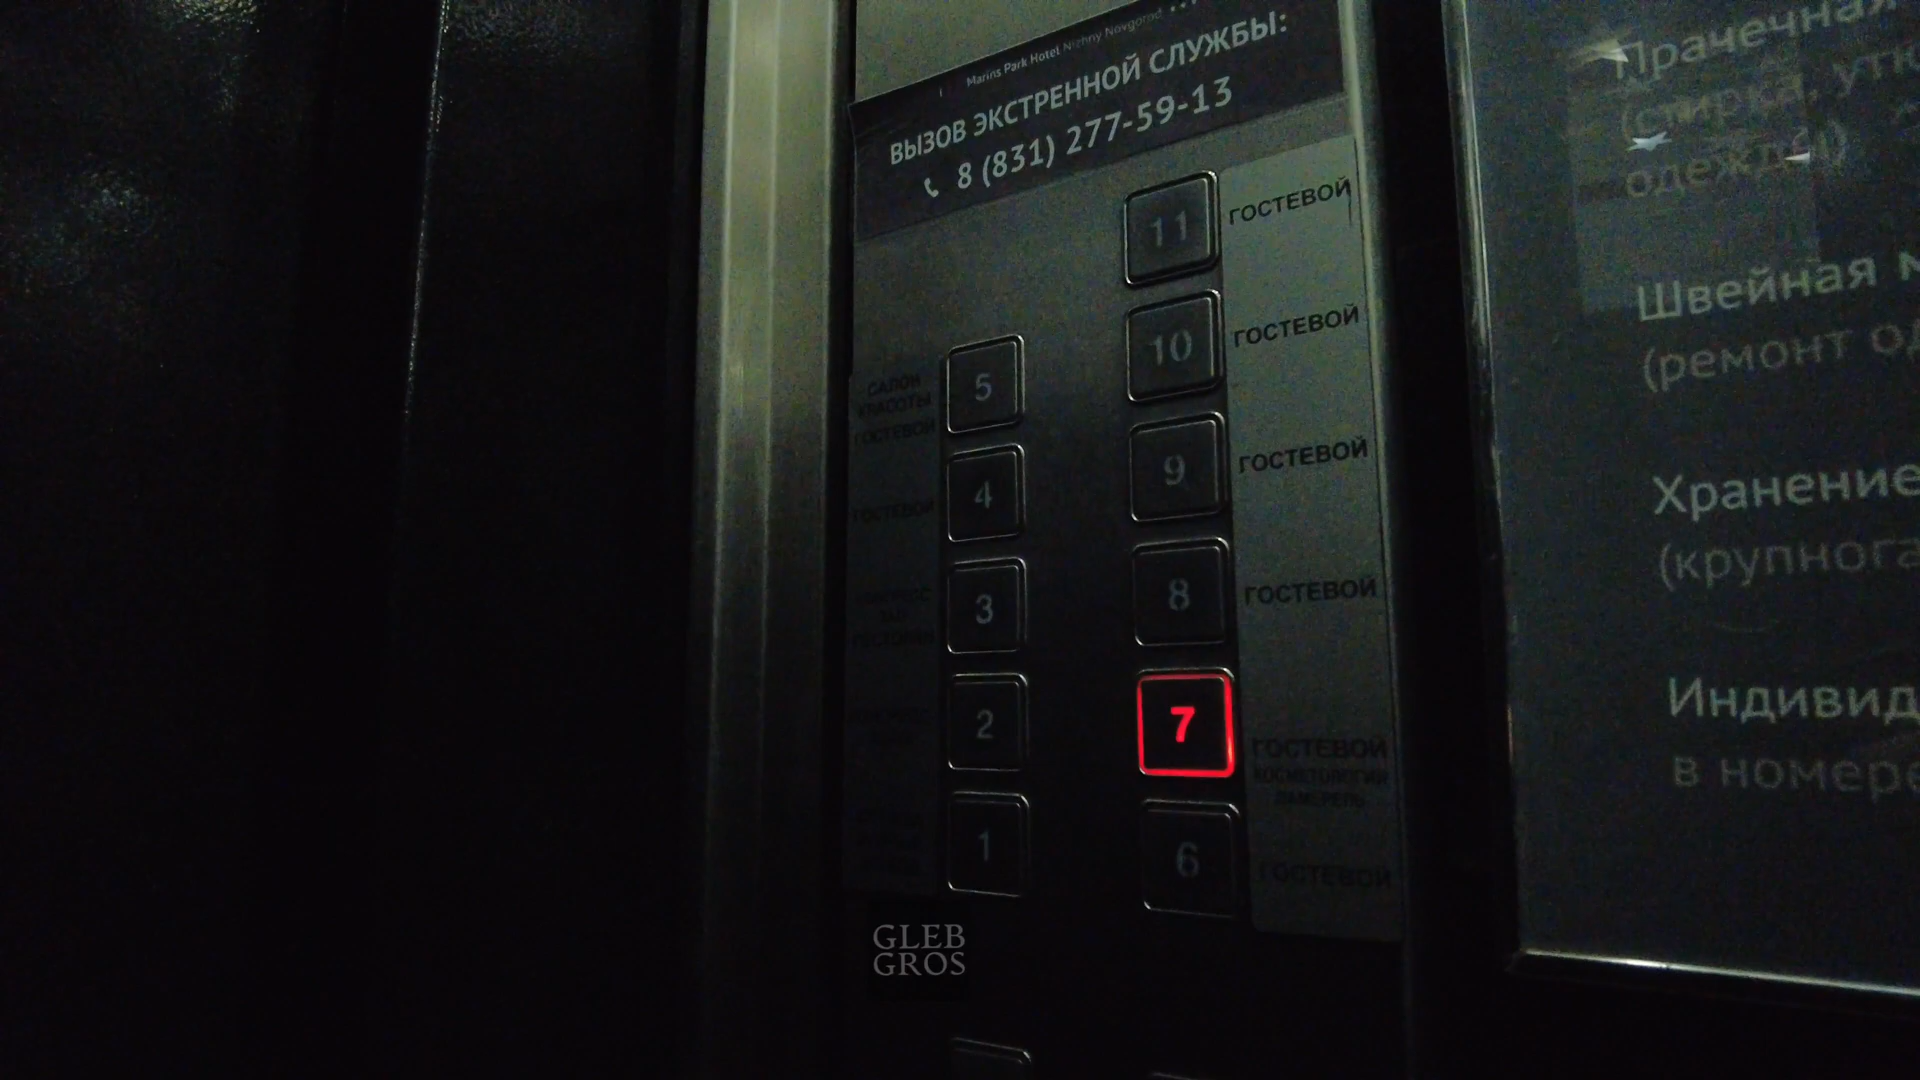 Marins Park Hotel Nizhny Novgorod
ВЫЗОВ ЭКСТРЕННОЙ СЛУЖБЫ:
8 (831) 277-59-13
11 ГОСТЕВОЙ
10 ГОСТЕВОЙ
9 ГОСТЕВОЙ
8 ГОСТЕВОЙ
7 ГОСТЕВОЙ
КОСМЕТОЛОГИЯ
6 ГОСТЕВОЙ
САЛОН
КРАСОТЫ
ГОСТЕВОЙ
5
ГОСТЕВОЙ 4
3
РЕСТОРАН
2
1
GLEB
GROS
Прачечная
(стирка, утю
одежды)
Швейная м
(ремонт од
Хранение
(крупнога
Индивид
в номере